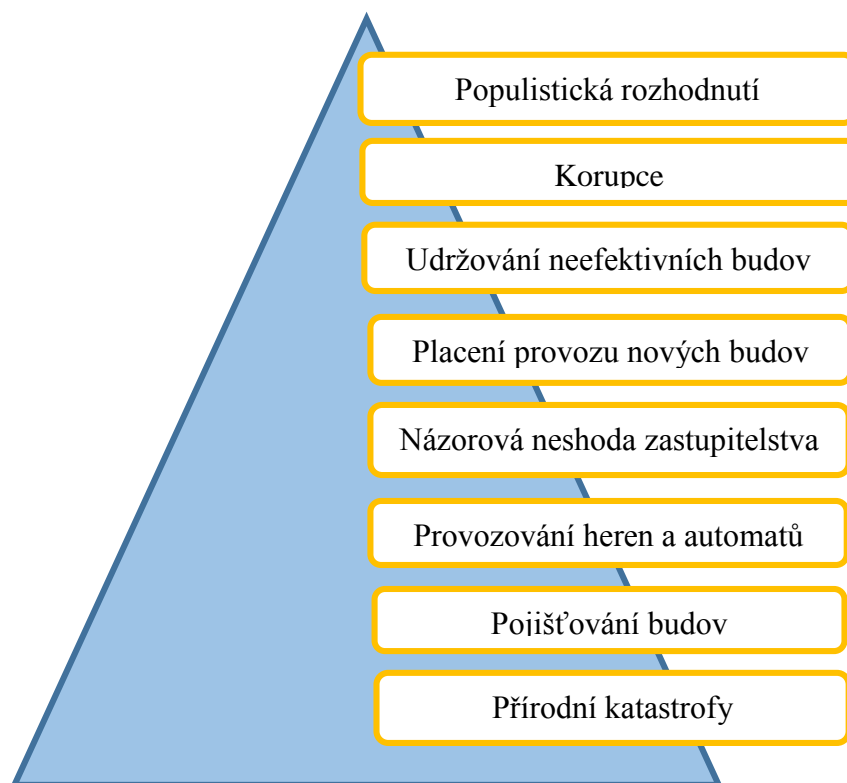 Populistická rozhodnutí
Korupce
Udržování neefektivních budov
Placení provozu nových budov
Názorová neshoda zastupitelstva
Provozování heren a automatů
Pojišťování budov
Přírodní katastrofy